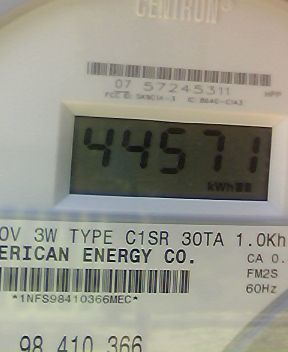 CENTRON®
07 57245311
44571
kWh
0V 3W TYPE C1SR 30TA 1.0Kh
ERICAN ENERGY CO.
CA 0.
FM2S
*1NFS98410366MEC*
60Hz
98 410 366